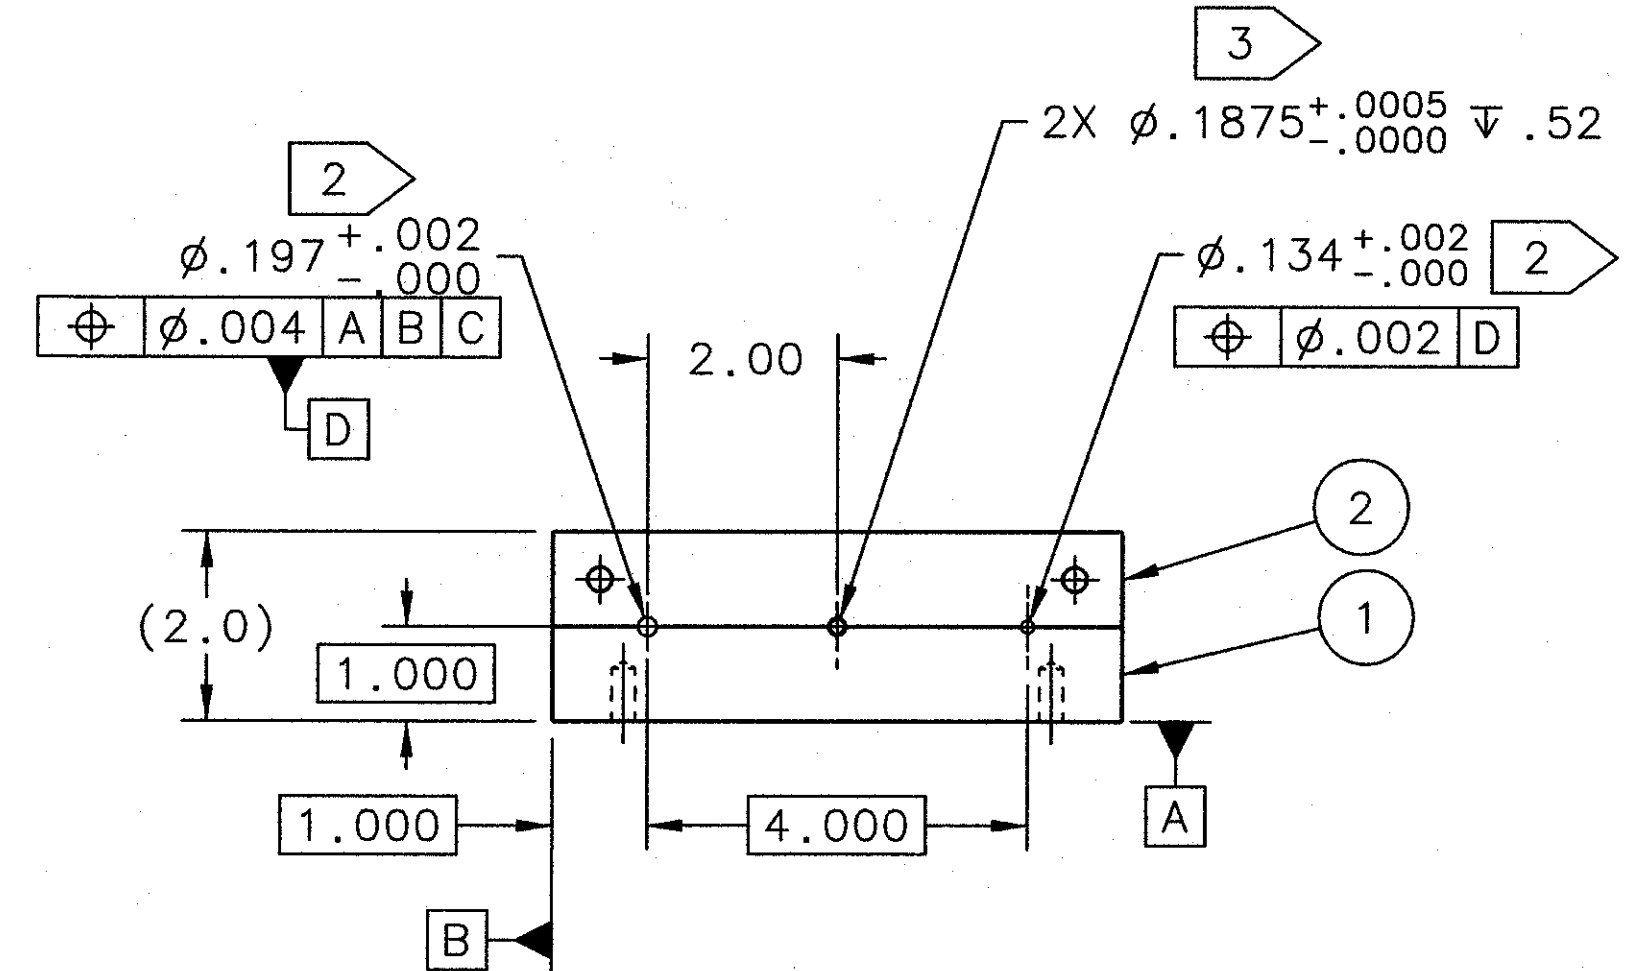 3
2X ⌀.1875 +.0005 -.0000 ↧ .52
2
⌀.197 +.002 -.000
⌖ ⌀.004 A B C
D
⌀.134 +.002 -.000 2
⌖ ⌀.002 D
2.00
2
1
(2.0)
1.000
1.000
4.000
A
B